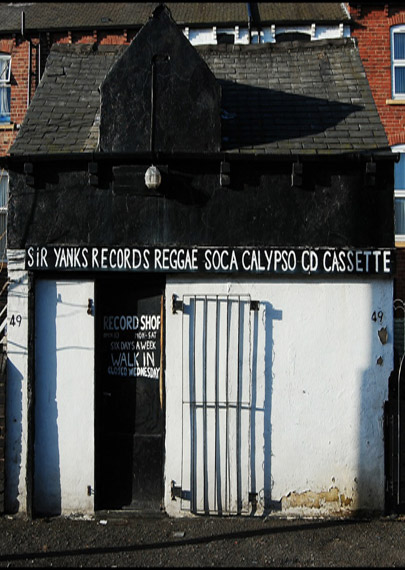 SiR YANKS RECORDS REGGAE SOCA CALYPSO CD CASSETTE
49
49
RECORD SHOP
MON-SAT
SIX DAYS A WEEK
WALK IN
CLOSED WEDNESDAY